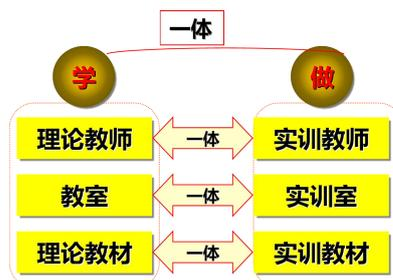 一体
学 做
理论教师 一体 实训教师
教室 一体 实训室
理论教材 一体 实训教材